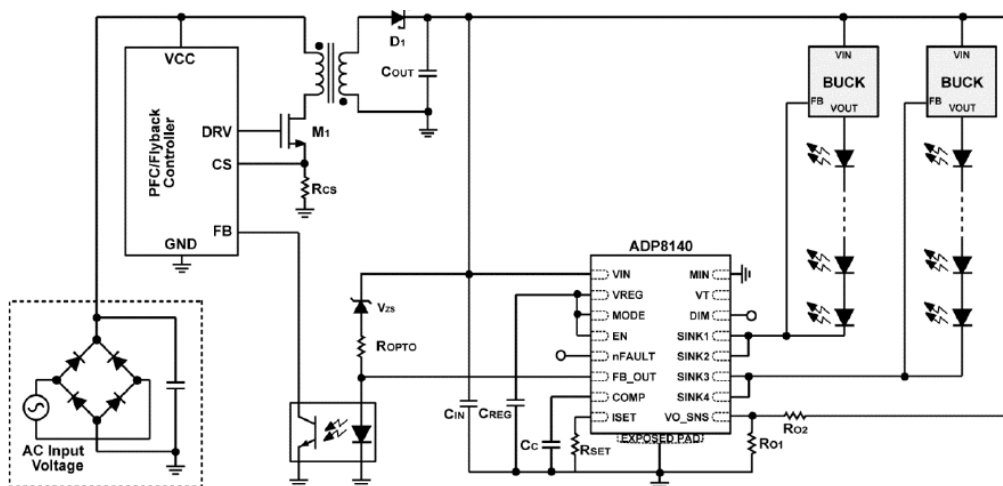 VCC
PFC/Flyback
Controller
DRV
CS
FB
GND
M1
RCS
D1
COUT
VIN
BUCK
FB
VOUT
VIN
BUCK
FB
VOUT
ADP8140
VIN
VREG
MODE
EN
nFAULT
FB_OUT
COMP
ISET
MIN
VT
DIM
SINK1
SINK2
SINK3
SINK4
VO_SNS
EXPOSED PAD
VZS
ROPTO
CIN
CREG
CC
RSET
RO1
RO2
AC Input
Voltage